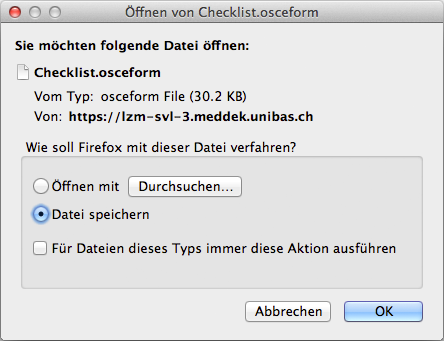 Öffnen von Checklist.osceform
Sie möchten folgende Datei öffnen:
Checklist.osceform
Vom Typ: osceform File (30.2 KB)
Von: https://lzm-svl-3.meddek.unibas.ch
Wie soll Firefox mit dieser Datei verfahren?
Öffnen mit Durchsuchen...
Datei speichern
Für Dateien dieses Typs immer diese Aktion ausführen
Abbrechen OK